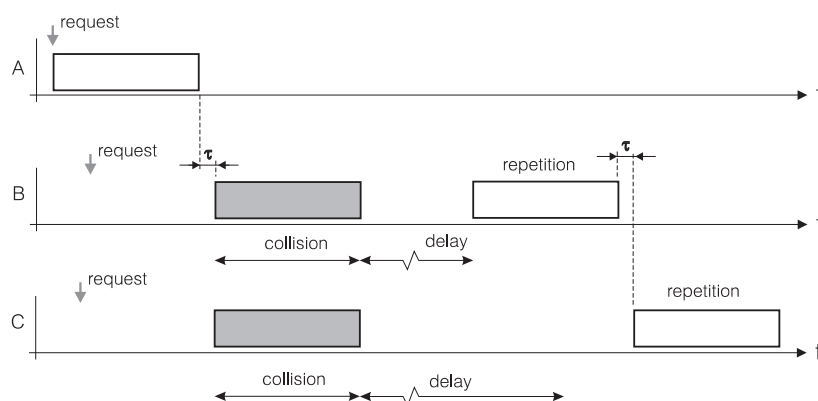 request
A
request
τ
τ
repetition
B
collision
delay
request
repetition
C
t
collision
delay